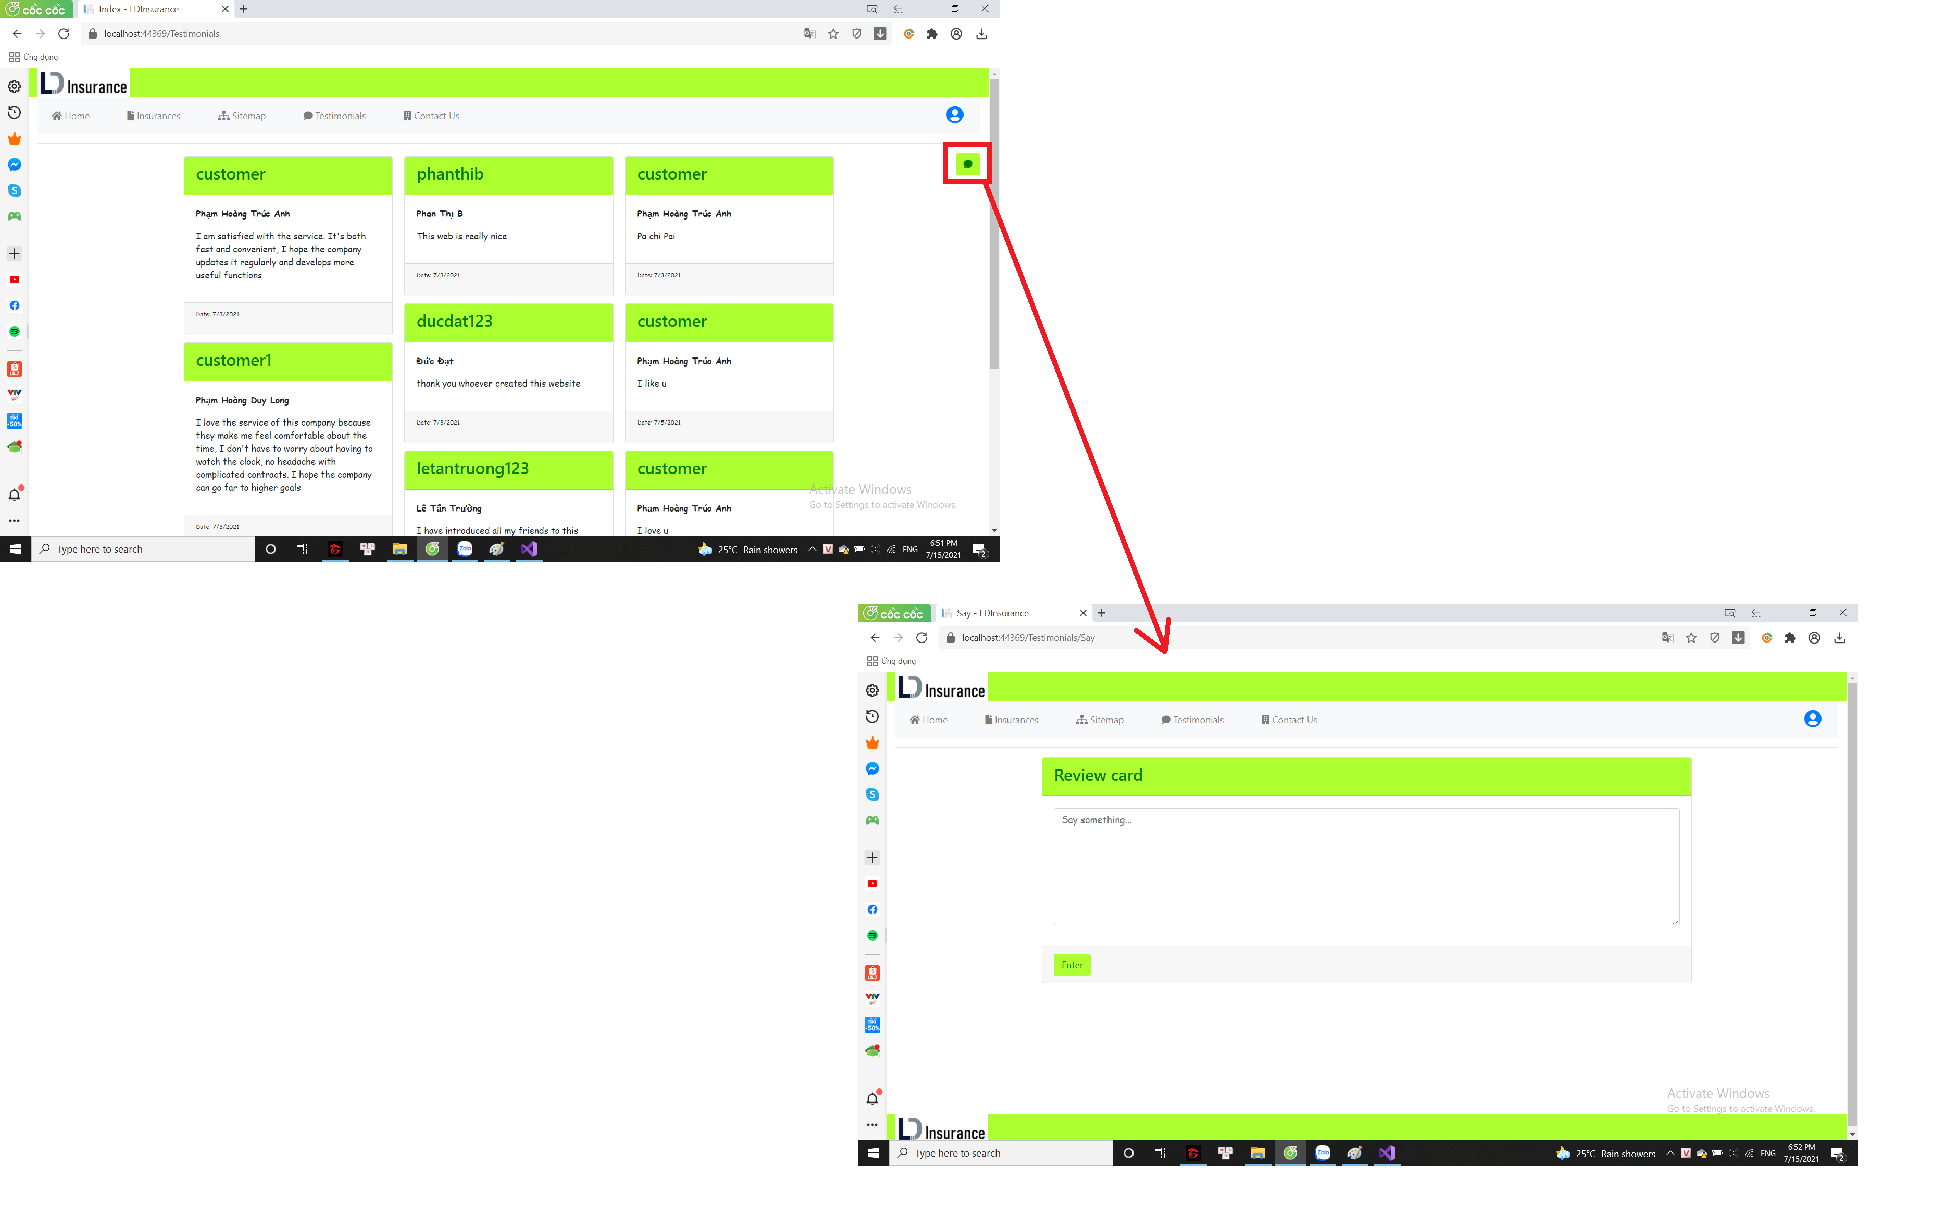 cốc cốc
Index - LDInsurance
localhost:44369/Testimonials
Ứng dụng
LD Insurance
Home
Insurances
Sitemap
Testimonials
Contact Us
customer
Phạm Hoàng Trúc Anh
I am satisfied with the service. It's both
fast and convenient, I hope the company
updates it regularly and develops more
useful functions
Date: 7/3/2021
customer1
Phạm Hoàng Duy Long
I love the service of this company because
they make me feel comfortable about the
time, I don't have to worry about having to
watch the clock, no headache with
complicated contracts. I hope the company
can go far to higher goals
Date: 7/3/2021
phanthib
Phan Thị B
This web is really nice
Date: 7/3/2021
ducdat123
Đức Đạt
thank you whoever created this website
Date: 7/3/2021
letantruong123
Lê Tấn Trường
I have introduced all my friends to this
customer
Phạm Hoàng Trúc Anh
Pa chi Pai
Date: 7/3/2021
customer
Phạm Hoàng Trúc Anh
I like u
Date: 7/5/2021
customer
Phạm Hoàng Trúc Anh
I love u
Activate Windows
Go to Settings to activate Windows.
Type here to search
Zalo
25°C Rain showers
ENG
6:51 PM
7/15/2021
2
cốc cốc
Say - LDInsurance
localhost:44369/Testimonials/Say
Ứng dụng
LD Insurance
Home
Insurances
Sitemap
Testimonials
Contact Us
Review card
Say something...
Enter
Activate Windows
Go to Settings to activate Windows.
LD Insurance
Type here to search
Zalo
25°C Rain showers
ENG
6:52 PM
7/15/2021
2